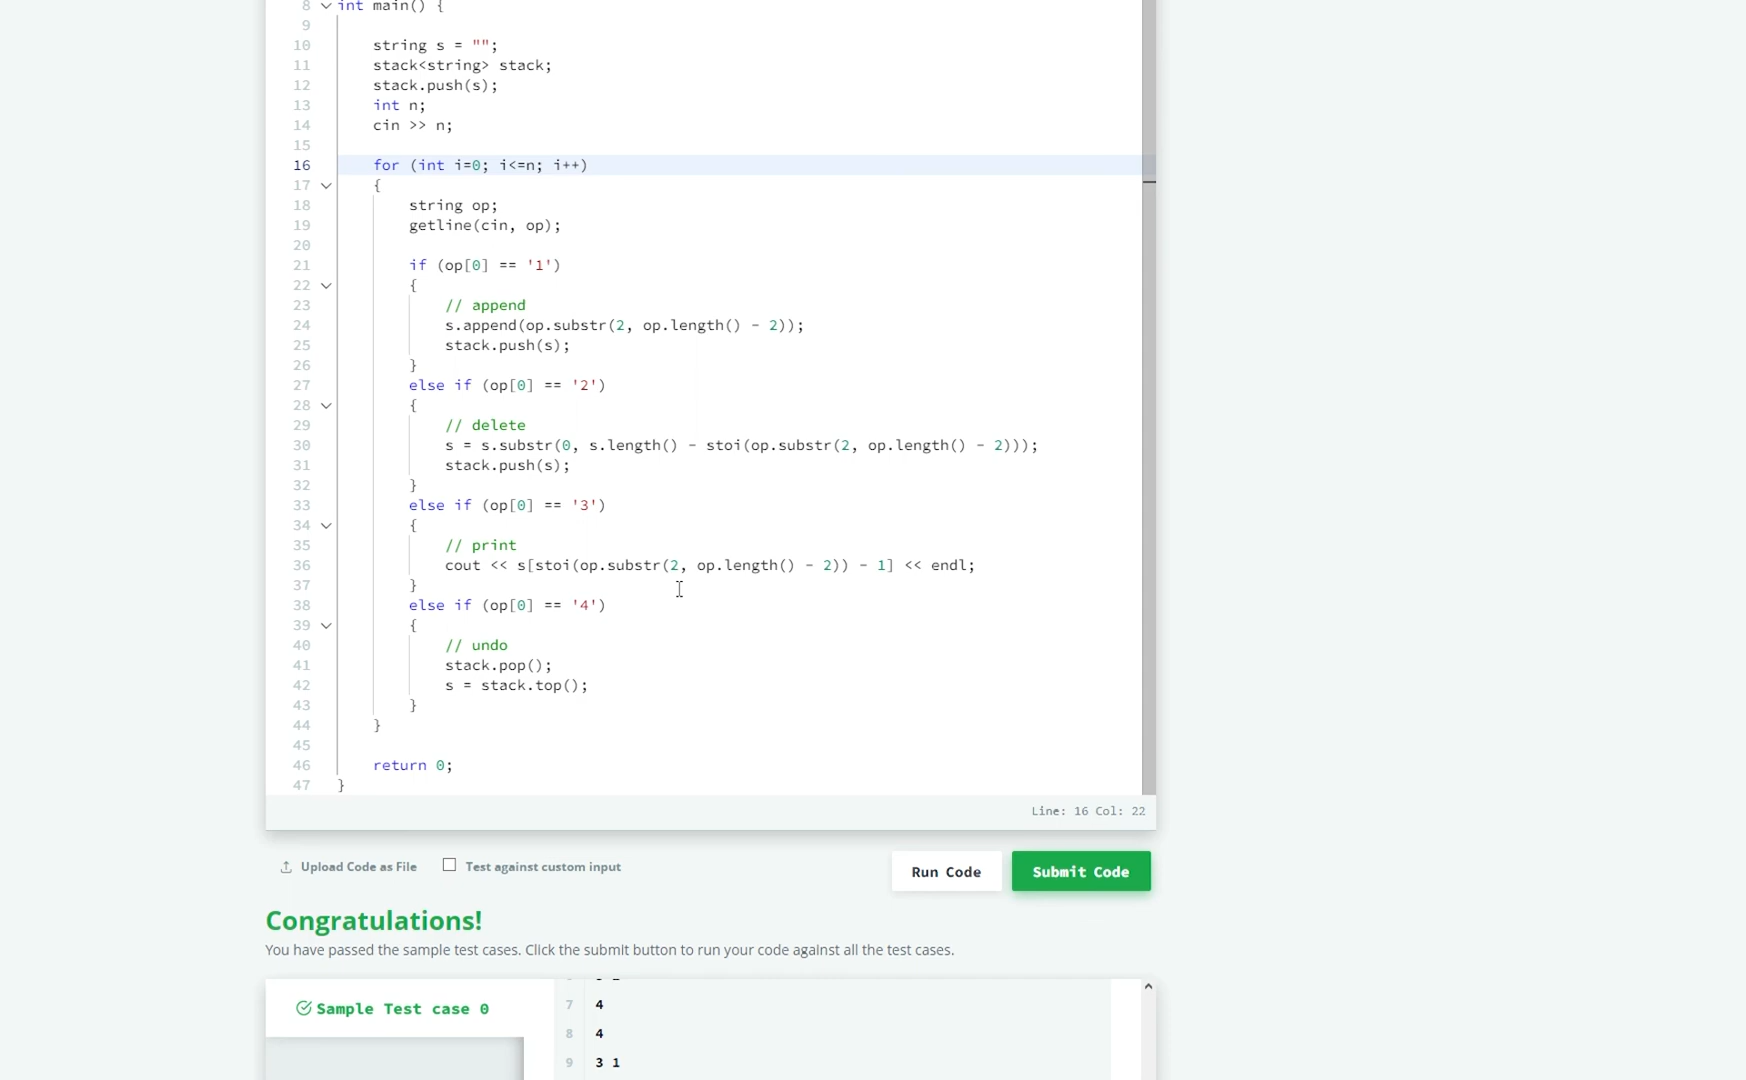 8 int main() {
9
10 string s = "";
11 stack<string> stack;
12 stack.push(s);
13 int n;
14 cin >> n;
15
16 for (int i=0; i<=n; i++)
17 {
18 string op;
19 getline(cin, op);
20
21 if (op[0] == '1')
22 {
23 // append
24 s.append(op.substr(2, op.length() - 2));
25 stack.push(s);
26 }
27 else if (op[0] == '2')
28 {
29 // delete
30 s = s.substr(0, s.length() - stoi(op.substr(2, op.length() - 2)));
31 stack.push(s);
32 }
33 else if (op[0] == '3')
34 {
35 // print
36 cout << s[stoi(op.substr(2, op.length() - 2)) - 1] << endl;
37 }
38 else if (op[0] == '4')
39 {
40 // undo
41 stack.pop();
42 s = stack.top();
43 }
44 }
45
46 return 0;
47 }
Line: 16 Col: 22
Upload Code as File Test against custom input Run Code Submit Code
Congratulations!
You have passed the sample test cases. Click the submit button to run your code against all the test cases.
Sample Test case 0
7 4
8 4
9 3 1